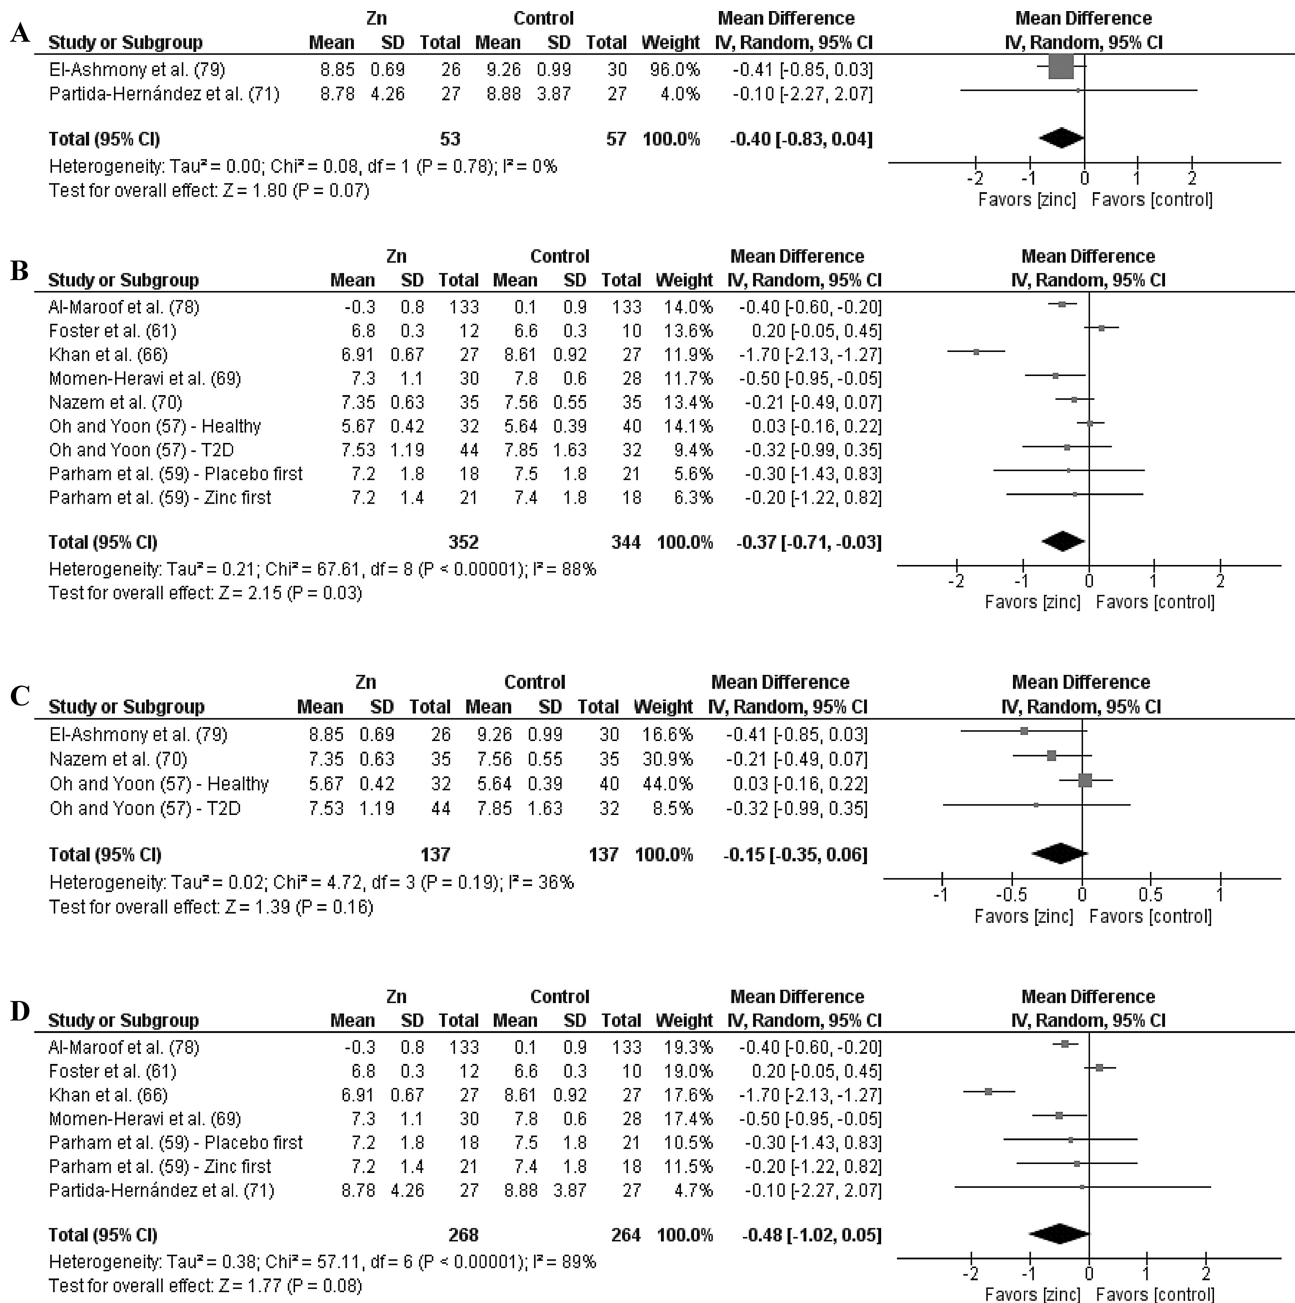 A
Zn Control Mean Difference Mean Difference
Study or Subgroup Mean SD Total Mean SD Total Weight IV, Random, 95% CI IV, Random, 95% CI
El-Ashmony et al. (79) 8.85 0.69 26 9.26 0.99 30 96.0% -0.41 [-0.85, 0.03]
Partida-Hernández et al. (71) 8.78 4.26 27 8.88 3.87 27 4.0% -0.10 [-2.27, 2.07]
Total (95% CI) 53 57 100.0% -0.40 [-0.83, 0.04]
Heterogeneity: Tau² = 0.00; Chi² = 0.08, df = 1 (P = 0.78); I² = 0%
Test for overall effect: Z = 1.80 (P = 0.07)
-2 -1 0 1 2
Favors [zinc] Favors [control]
B
Zn Control Mean Difference Mean Difference
Study or Subgroup Mean SD Total Mean SD Total Weight IV, Random, 95% CI IV, Random, 95% CI
Al-Maroof et al. (78) -0.3 0.8 133 0.1 0.9 133 14.0% -0.40 [-0.60, -0.20]
Foster et al. (61) 6.8 0.3 12 6.6 0.3 10 13.6% 0.20 [-0.05, 0.45]
Khan et al. (66) 6.91 0.67 27 8.61 0.92 27 11.9% -1.70 [-2.13, -1.27]
Momen-Heravi et al. (69) 7.3 1.1 30 7.8 0.6 28 11.7% -0.50 [-0.95, -0.05]
Nazem et al. (70) 7.35 0.63 35 7.56 0.55 35 13.4% -0.21 [-0.49, 0.07]
Oh and Yoon (57) - Healthy 5.67 0.42 32 5.64 0.39 40 14.1% 0.03 [-0.16, 0.22]
Oh and Yoon (57) - T2D 7.53 1.19 44 7.85 1.63 32 9.4% -0.32 [-0.99, 0.35]
Parham et al. (59) - Placebo first 7.2 1.8 18 7.5 1.8 21 5.6% -0.30 [-1.43, 0.83]
Parham et al. (59) - Zinc first 7.2 1.4 21 7.4 1.8 18 6.3% -0.20 [-1.22, 0.82]
Total (95% CI) 352 344 100.0% -0.37 [-0.71, -0.03]
Heterogeneity: Tau² = 0.21; Chi² = 67.61, df = 8 (P < 0.00001); I² = 88%
Test for overall effect: Z = 2.15 (P = 0.03)
-2 -1 0 1 2
Favors [zinc] Favors [control]
C
Zn Control Mean Difference Mean Difference
Study or Subgroup Mean SD Total Mean SD Total Weight IV, Random, 95% CI IV, Random, 95% CI
El-Ashmony et al. (79) 8.85 0.69 26 9.26 0.99 30 16.6% -0.41 [-0.85, 0.03]
Nazem et al. (70) 7.35 0.63 35 7.56 0.55 35 30.9% -0.21 [-0.49, 0.07]
Oh and Yoon (57) - Healthy 5.67 0.42 32 5.64 0.39 40 44.0% 0.03 [-0.16, 0.22]
Oh and Yoon (57) - T2D 7.53 1.19 44 7.85 1.63 32 8.5% -0.32 [-0.99, 0.35]
Total (95% CI) 137 137 100.0% -0.15 [-0.35, 0.06]
Heterogeneity: Tau² = 0.02; Chi² = 4.72, df = 3 (P = 0.19); I² = 36%
Test for overall effect: Z = 1.39 (P = 0.16)
-1 -0.5 0 0.5 1
Favors [zinc] Favors [control]
D
Zn Control Mean Difference Mean Difference
Study or Subgroup Mean SD Total Mean SD Total Weight IV, Random, 95% CI IV, Random, 95% CI
Al-Maroof et al. (78) -0.3 0.8 133 0.1 0.9 133 19.3% -0.40 [-0.60, -0.20]
Foster et al. (61) 6.8 0.3 12 6.6 0.3 10 18.9% 0.20 [-0.05, 0.45]
Khan et al. (66) 6.91 0.67 27 8.61 0.92 27 17.6% -1.70 [-2.13, -1.27]
Momen-Heravi et al. (69) 7.3 1.1 30 7.8 0.6 28 17.4% -0.50 [-0.95, -0.05]
Parham et al. (59) - Placebo first 7.2 1.8 18 7.5 1.8 21 10.5% -0.30 [-1.43, 0.83]
Parham et al. (59) - Zinc first 7.2 1.4 21 7.4 1.8 18 11.5% -0.20 [-1.22, 0.82]
Partida-Hernández et al. (71) 8.78 4.26 27 8.88 3.87 27 4.7% -0.10 [-2.27, 2.07]
Total (95% CI) 268 264 100.0% -0.48 [-1.02, 0.05]
Heterogeneity: Tau² = 0.38; Chi² = 57.11, df = 6 (P < 0.00001); I² = 89%
Test for overall effect: Z = 1.77 (P = 0.08)
-2 -1 0 1 2
Favors [zinc] Favors [control]